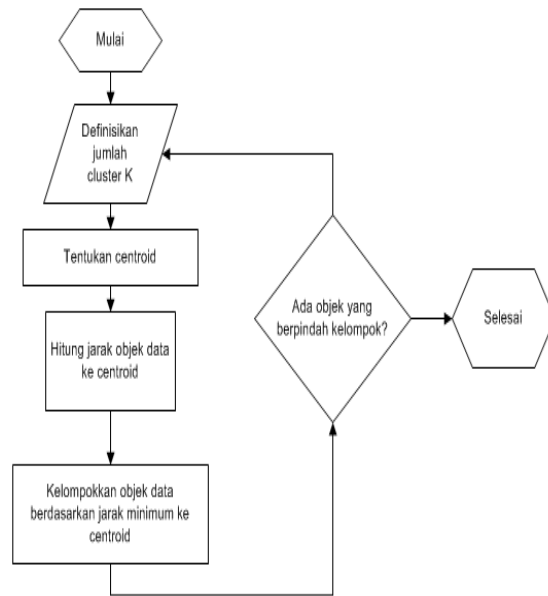 Mulai
Definisikan
jumlah
cluster K
Tentukan centroid
Hitung jarak objek data
ke centroid
Kelompokkan objek data
berdasarkan jarak minimum ke
centroid
Ada objek yang
berpindah kelompok?
Selesai